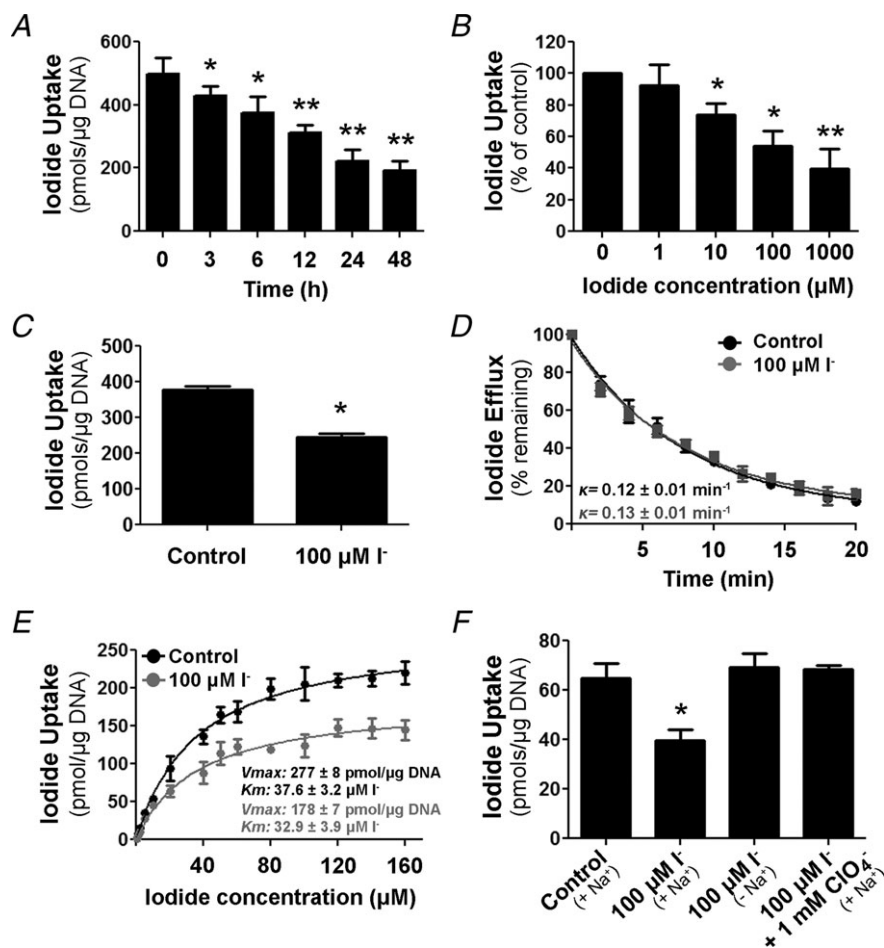 A
Iodide Uptake
(pmols/µg DNA)
600
400
200
0
*
*
**
**
**
0 3 6 12 24 48
Time (h)
B
Iodide Uptake
(% of control)
120
100
80
60
40
20
0
*
*
**
0 1 10 100 1000
Iodide concentration (µM)
C
Iodide Uptake
(pmols/µg DNA)
500
400
300
200
100
0
*
Control 100 µM I⁻
D
Iodide Efflux
(% remaining)
100
80
60
40
20
0
Control
100 µM I⁻
κ= 0.12 ± 0.01 min⁻¹
κ= 0.13 ± 0.01 min⁻¹
5 10 15 20
Time (min)
E
Iodide Uptake
(pmol/µg DNA)
250
200
150
100
50
0
Control
100 µM I⁻
Vmax: 277 ± 8 pmol/µg DNA
Km: 37.6 ± 3.2 µM I⁻
Vmax: 178 ± 7 pmol/µg DNA
Km: 32.9 ± 3.9 µM I⁻
40 80 120 160
Iodide concentration (µM)
F
Iodide Uptake
(pmols/µg DNA)
80
60
40
20
0
*
Control
(+ Na⁺)
100 µM I⁻
(+ Na⁺)
100 µM I⁻
(- Na⁺)
100 µM I⁻
+ 1 mM ClO₄⁻
(+ Na⁺)